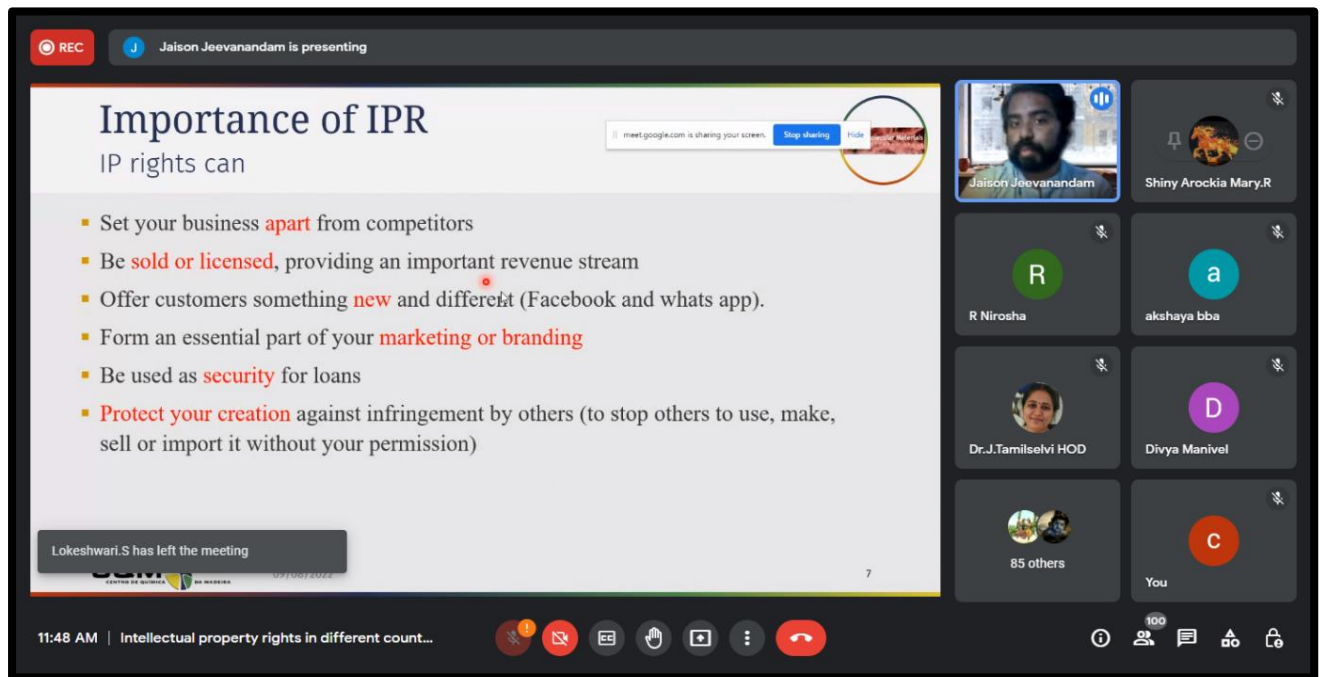 REC
J
Jaison Jeevanandam is presenting
Importance of IPR
IP rights can
meet.google.com is sharing your screen.
Stop sharing
Hide
Set your business apart from competitors
Be sold or licensed, providing an important revenue stream
Offer customers something new and different (Facebook and whats app).
Form an essential part of your marketing or branding
Be used as security for loans
Protect your creation against infringement by others (to stop others to use, make,
sell or import it without your permission)
Lokeshwari.S has left the meeting
CENTRO DE QUÍMICA
DA MADEIRA
09/08/2022
7
Jaison Jeevanandam
Shiny Arockia Mary.R
R
R Nirosha
a
akshaya bba
Dr.J.Tamilselvi HOD
D
Divya Manivel
85 others
C
You
11:48 AM | Intellectual property rights in different count...
100